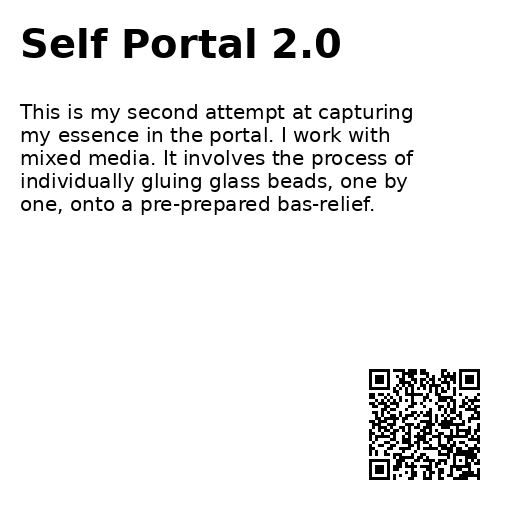 Self Portal 2.0
This is my second attempt at capturing
my essence in the portal. I work with
mixed media. It involves the process of
individually gluing glass beads, one by
one, onto a pre-prepared bas-relief.